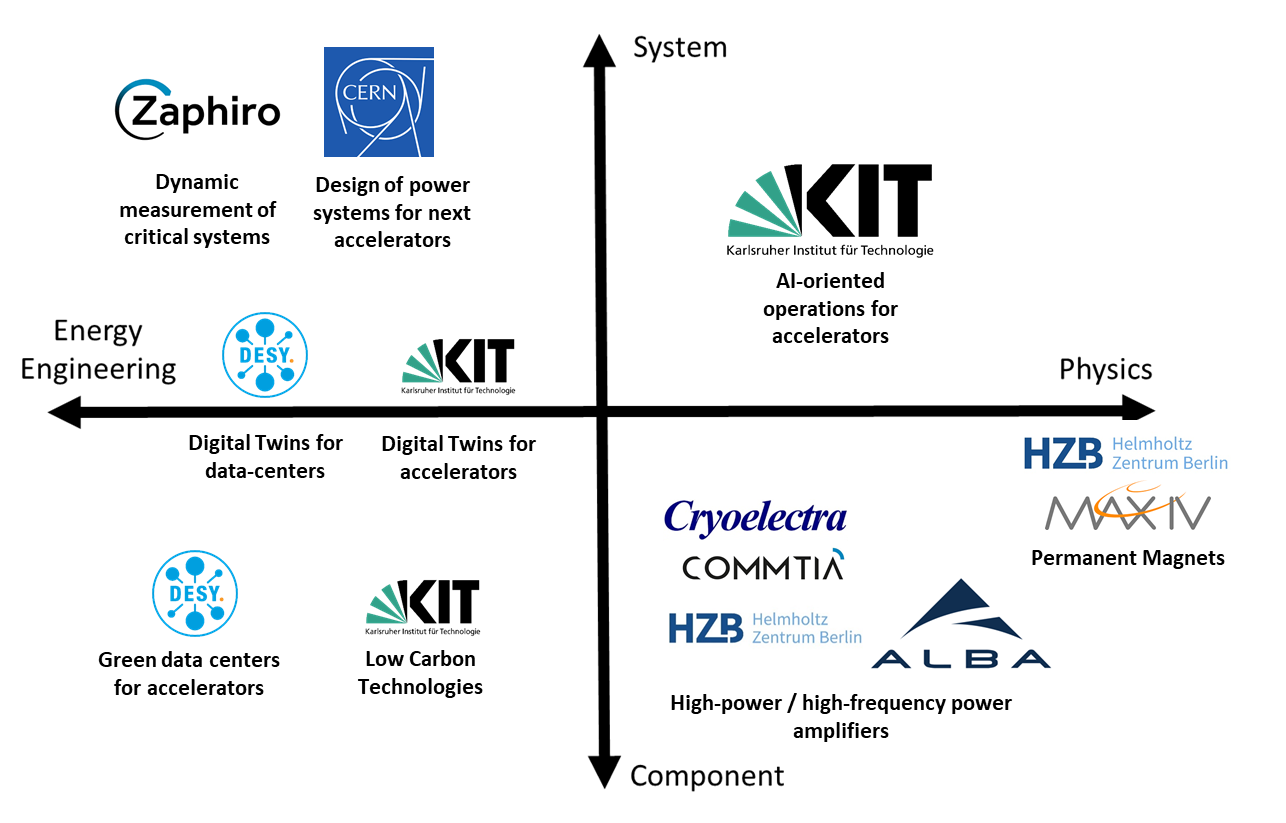 System
Zaphiro
CERN
Dynamic
measurement of
critical systems
Design of power
systems for next
accelerators
KIT
Karlsruher Institut für Technologie
AI-oriented
operations for
accelerators
Energy
Engineering
DESY.
KIT
Karlsruher Institut für Technologie
Physics
Digital Twins for
data-centers
Digital Twins for
accelerators
HZB Helmholtz
Zentrum Berlin
MAX IV
Permanent Magnets
Cryoelectra
COMMTIA
HZB Helmholtz
Zentrum Berlin
ALBA
High-power / high-frequency power
amplifiers
DESY.
Green data centers
for accelerators
KIT
Karlsruher Institut für Technologie
Low Carbon
Technologies
Component